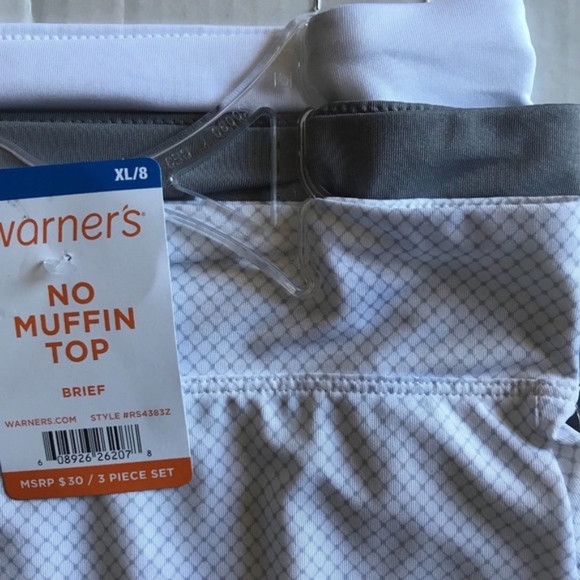 XL/8
warner's®
NO
MUFFIN
TOP
BRIEF
WARNERS.COM STYLE #RS4383Z
6 08926 26207 8
MSRP $30 / 3 PIECE SET